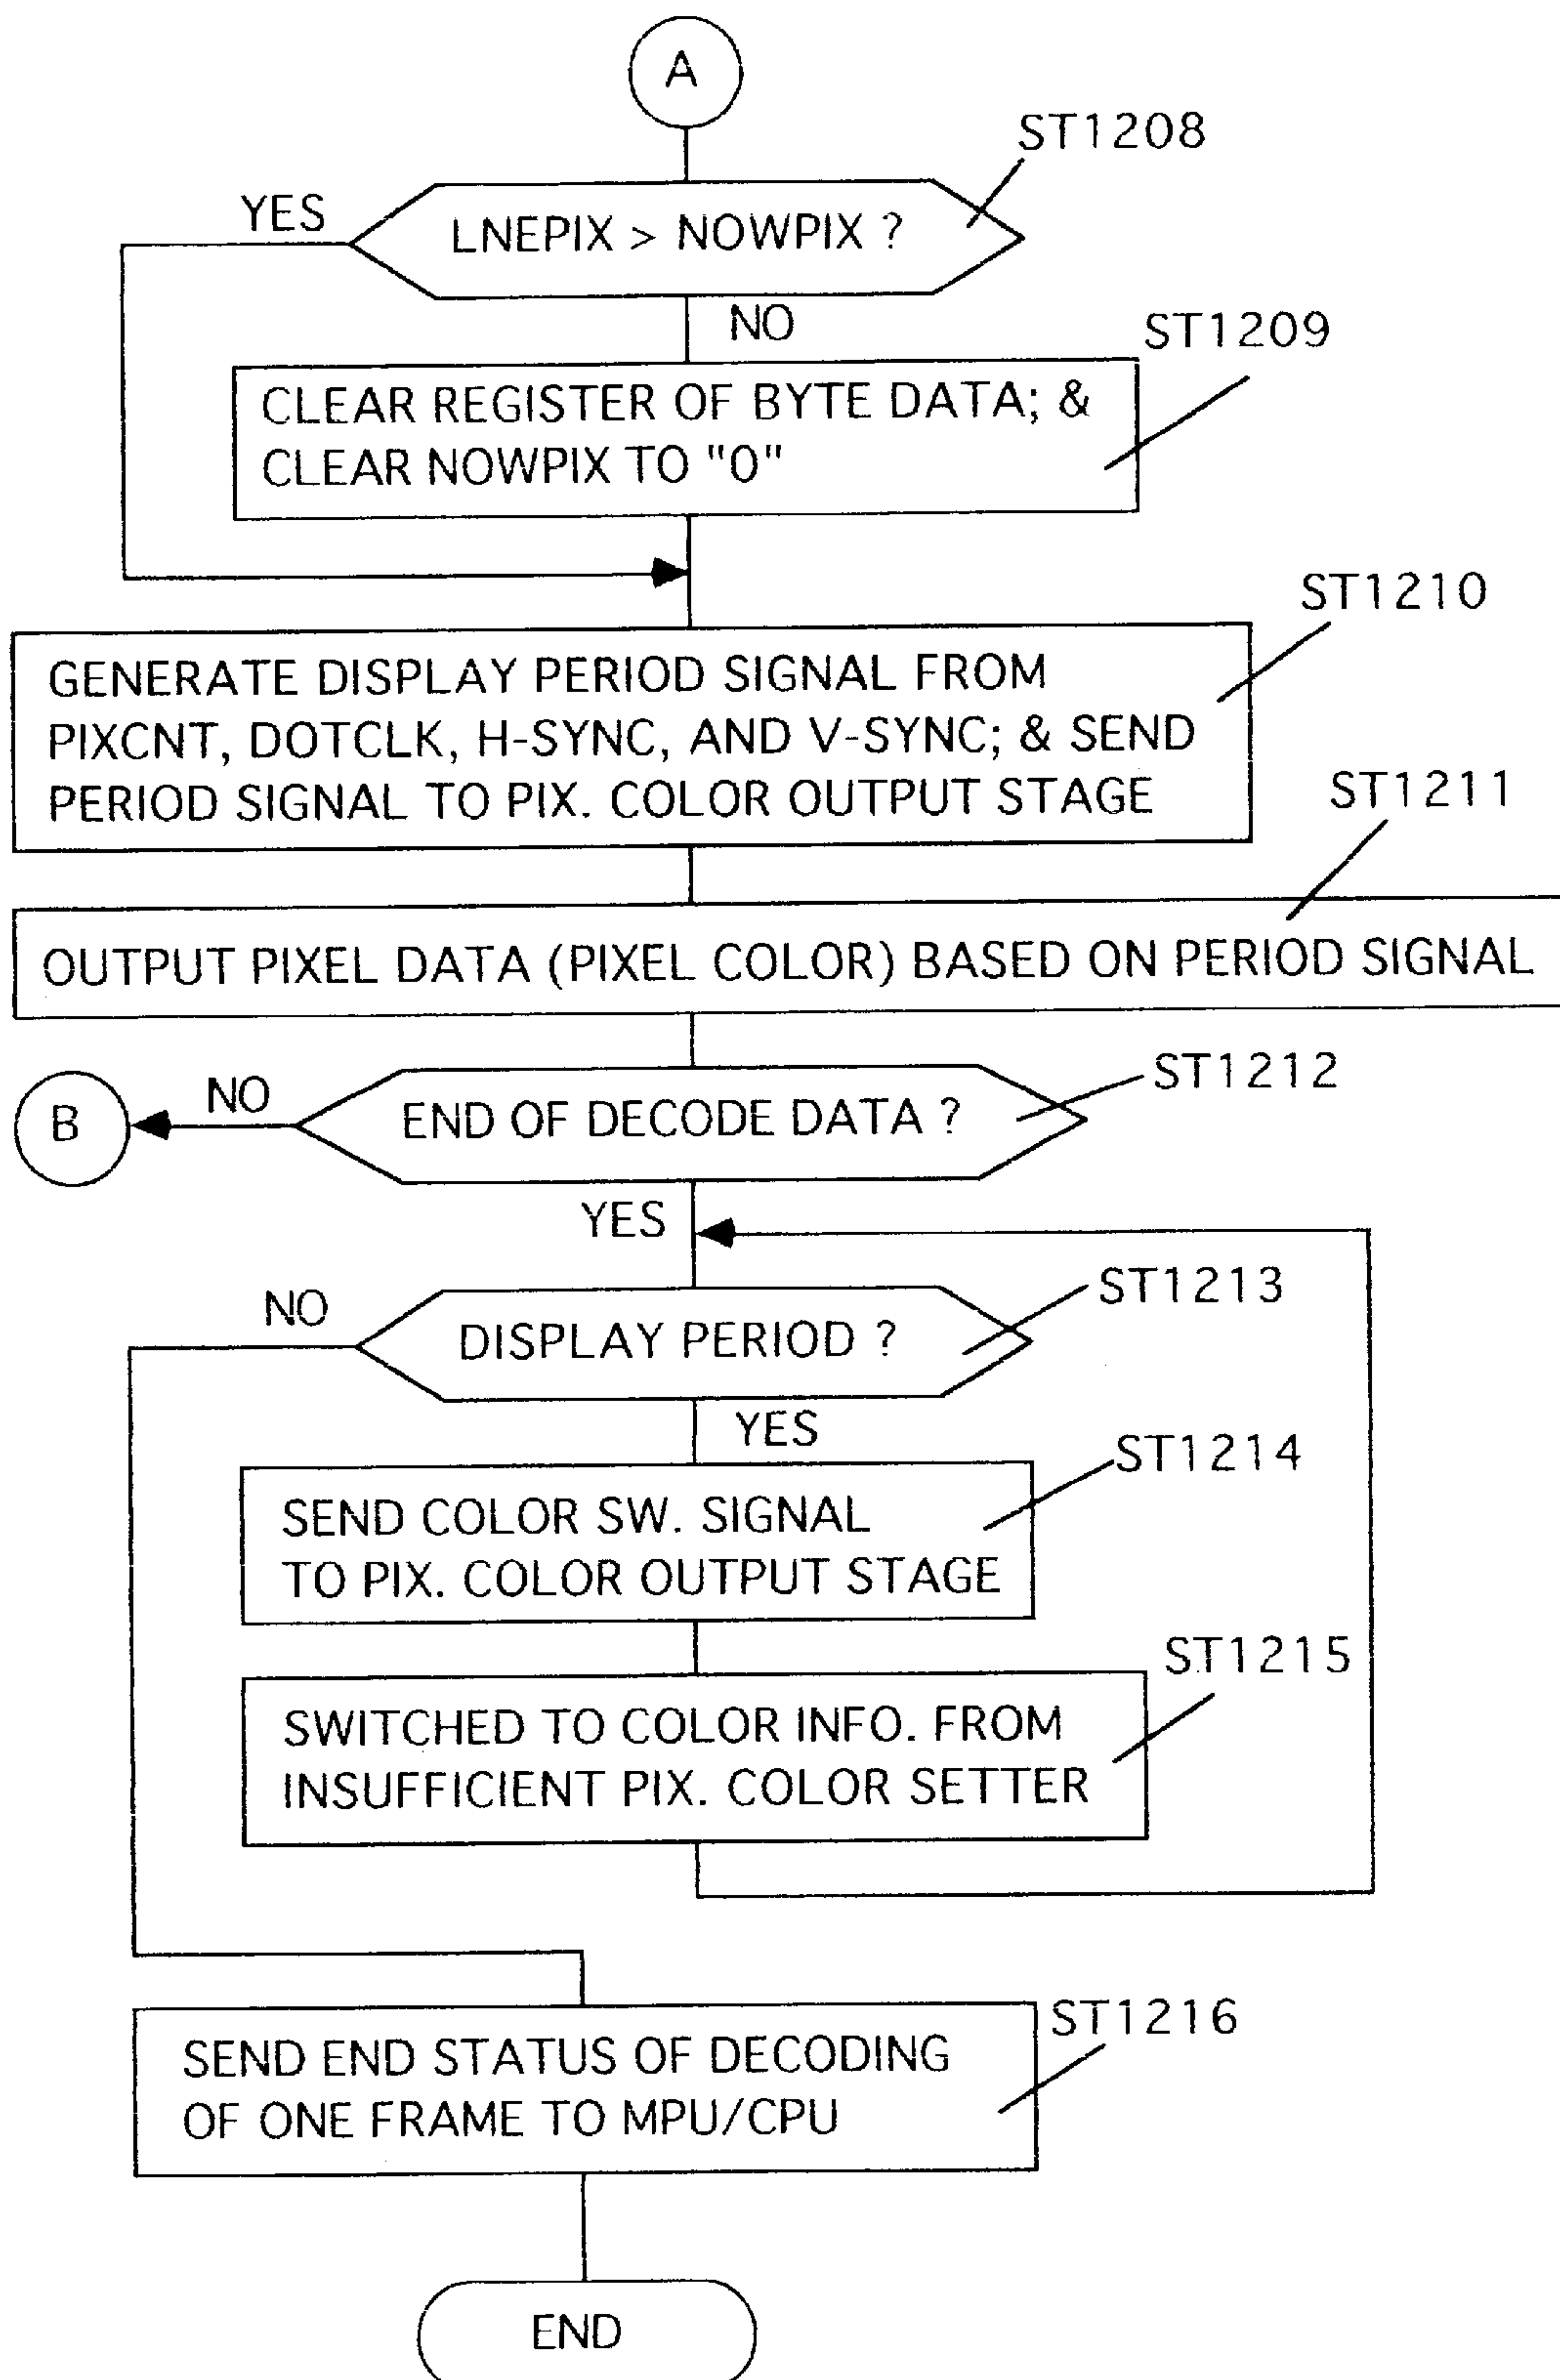 A
ST1208
YES
LNEPIX > NOWPIX ?
NO
ST1209
CLEAR REGISTER OF BYTE DATA; &
CLEAR NOWPIX TO "0"
ST1210
GENERATE DISPLAY PERIOD SIGNAL FROM
PIXCNT, DOTCLK, H-SYNC, AND V-SYNC; & SEND
PERIOD SIGNAL TO PIX. COLOR OUTPUT STAGE
ST1211
OUTPUT PIXEL DATA (PIXEL COLOR) BASED ON PERIOD SIGNAL
ST1212
B
NO
END OF DECODE DATA ?
YES
ST1213
NO
DISPLAY PERIOD ?
YES
ST1214
SEND COLOR SW. SIGNAL
TO PIX. COLOR OUTPUT STAGE
ST1215
SWITCHED TO COLOR INFO. FROM
INSUFFICIENT PIX. COLOR SETTER
ST1216
SEND END STATUS OF DECODING
OF ONE FRAME TO MPU/CPU
END